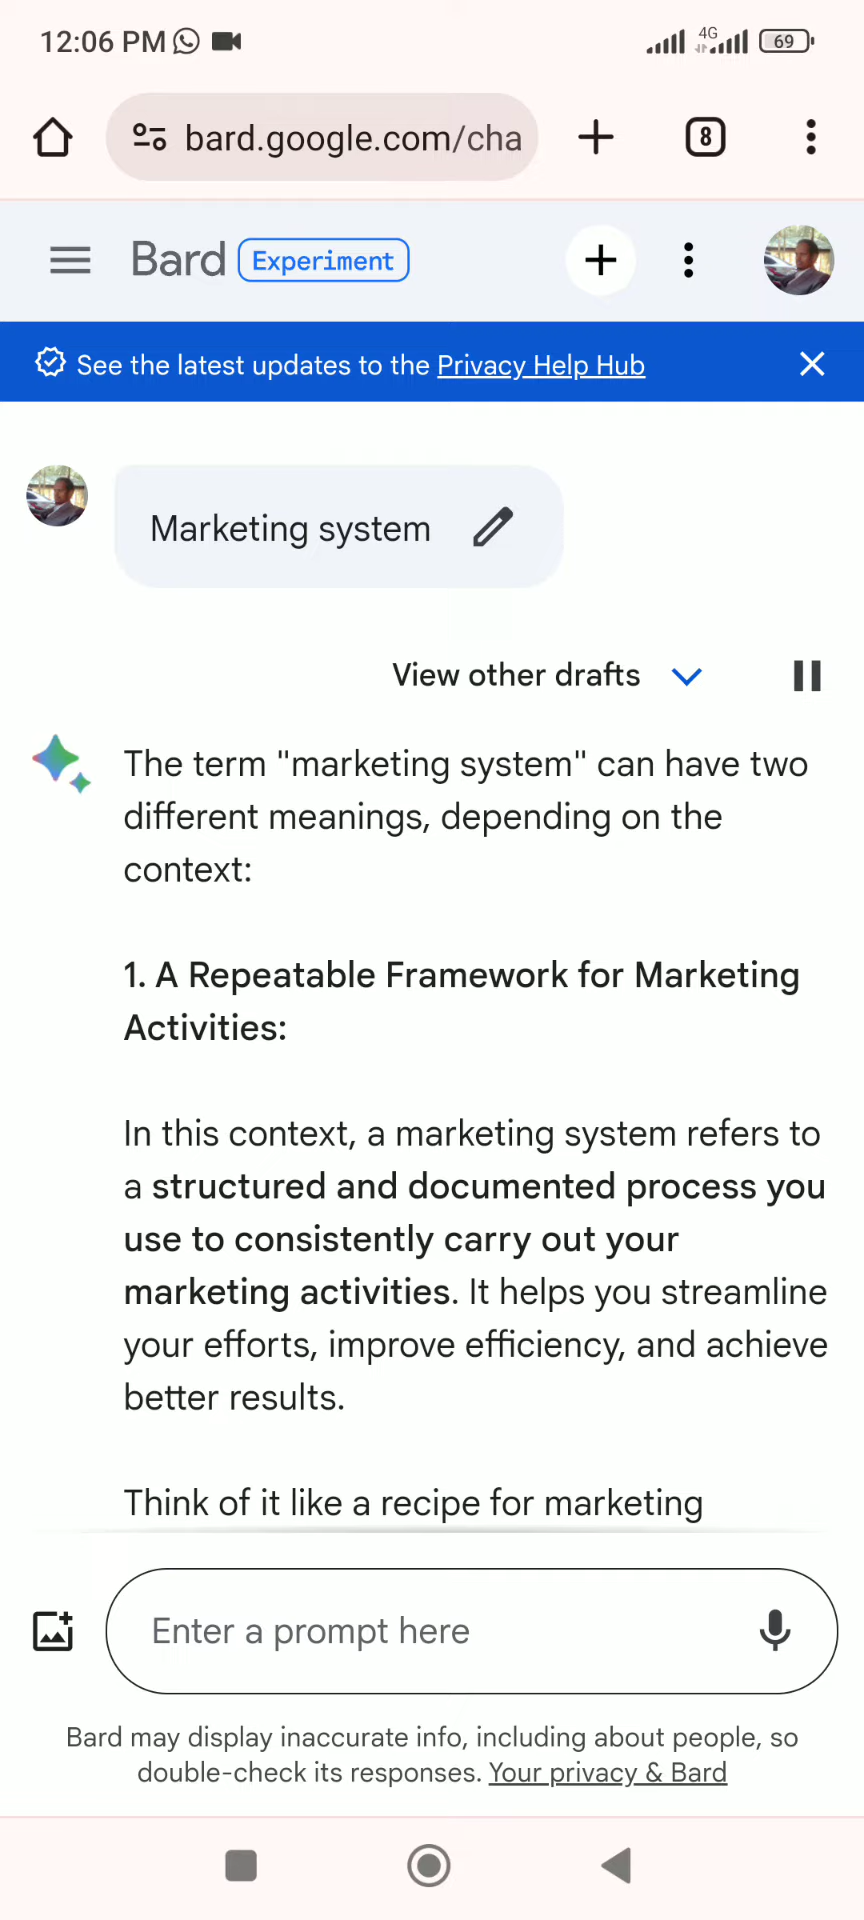 12:06 PM
4G
69
bard.google.com/cha
8
Bard Experiment
See the latest updates to the Privacy Help Hub
Marketing system
View other drafts
The term "marketing system" can have two
different meanings, depending on the
context:
1. A Repeatable Framework for Marketing
Activities:
In this context, a marketing system refers to
a structured and documented process you
use to consistently carry out your
marketing activities. It helps you streamline
your efforts, improve efficiency, and achieve
better results.
Think of it like a recipe for marketing
Enter a prompt here
Bard may display inaccurate info, including about people, so
double-check its responses. Your privacy & Bard